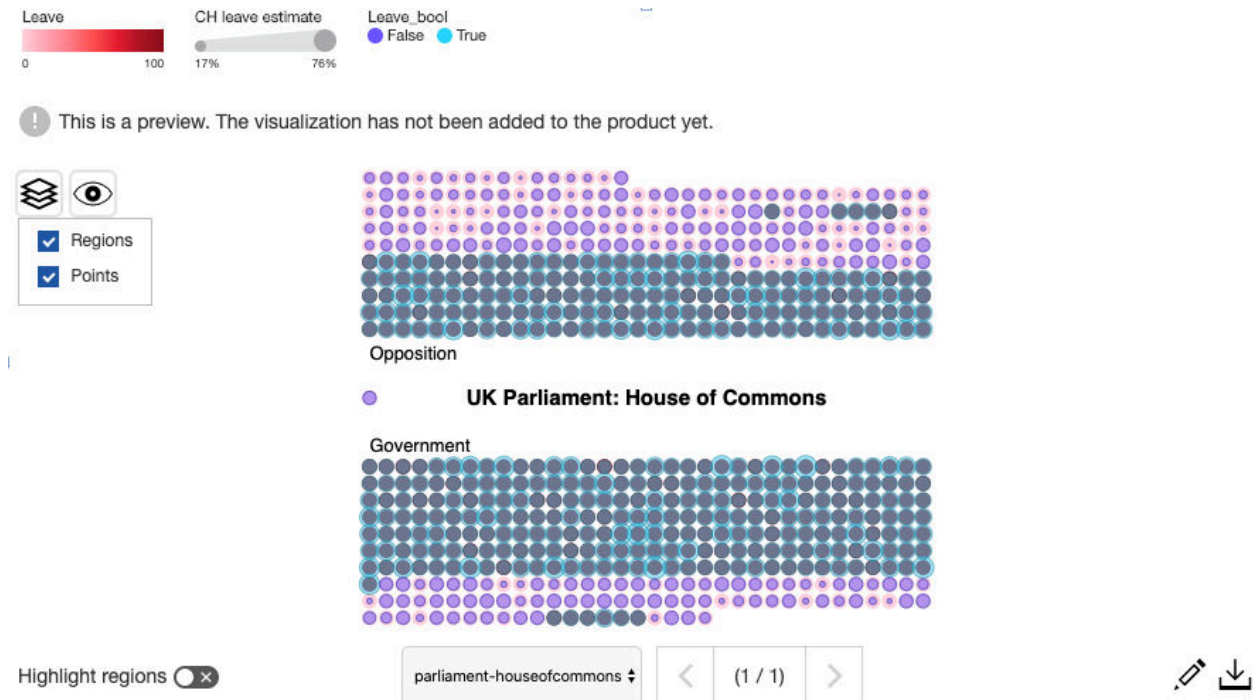 Leave
CH leave estimate
Leave_bool
False
True
0
100
17%
76%
This is a preview. The visualization has not been added to the product yet.
Regions
Points
Opposition
UK Parliament: House of Commons
Government
Highlight regions
parliament-houseofcommons
(1 / 1)